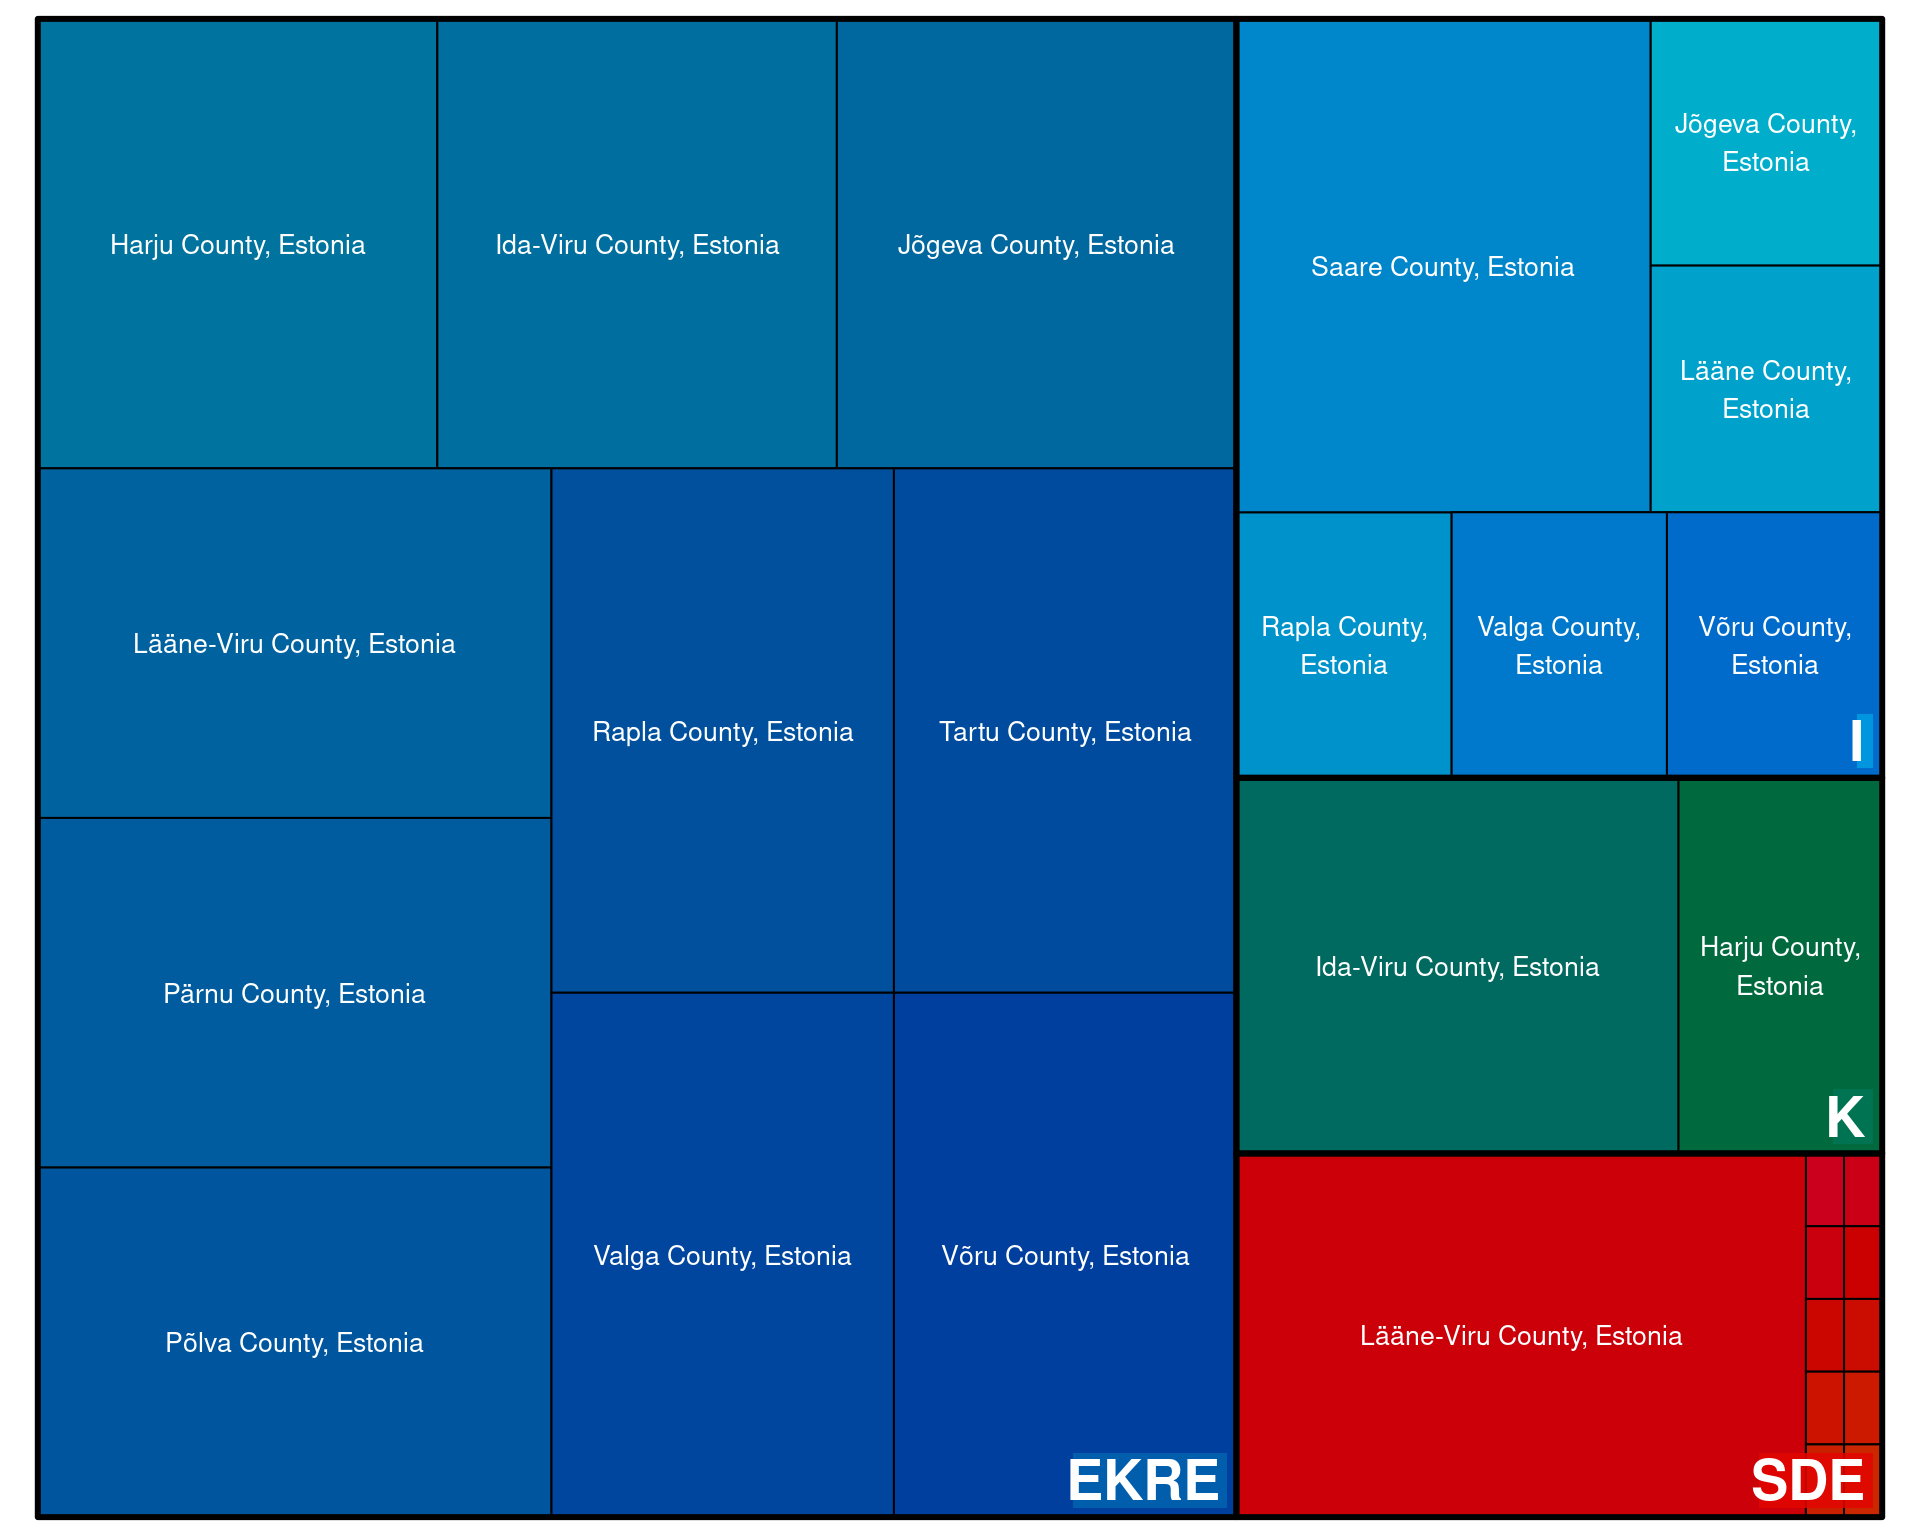 Harju County, Estonia
Ida-Viru County, Estonia
Jõgeva County, Estonia
Lääne-Viru County, Estonia
Rapla County, Estonia
Tartu County, Estonia
Pärnu County, Estonia
Põlva County, Estonia
Valga County, Estonia
Võru County, Estonia
EKRE
Saare County, Estonia
Jõgeva County,
Estonia
Lääne County,
Estonia
Rapla County,
Estonia
Valga County,
Estonia
Võru County,
Estonia
I
Ida-Viru County, Estonia
Harju County,
Estonia
K
Lääne-Viru County, Estonia
SDE